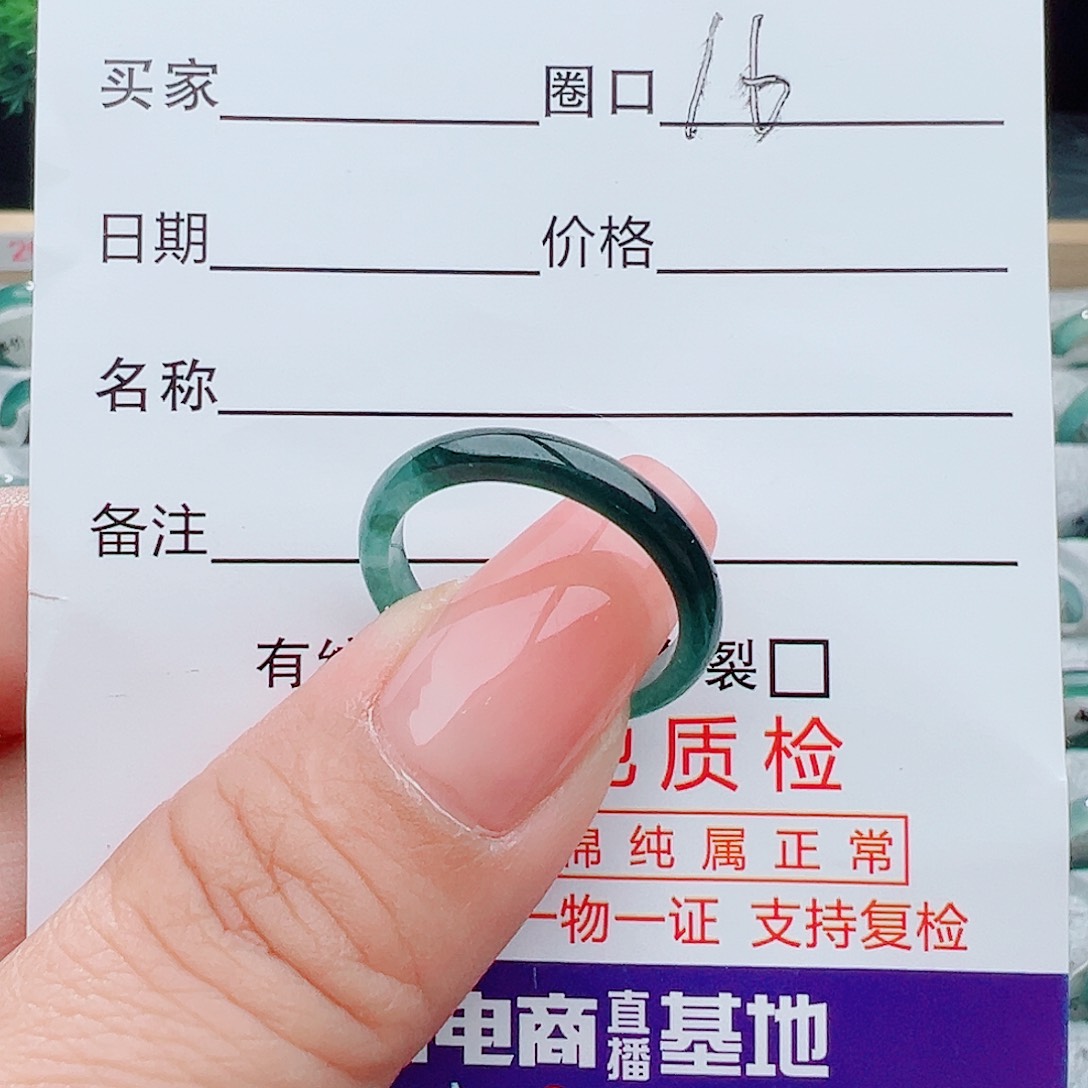 买家 圈口 16
日期 价格
名称
备注
有 裂
质检
纯属正常
一物一证 支持复检
电商直播基地